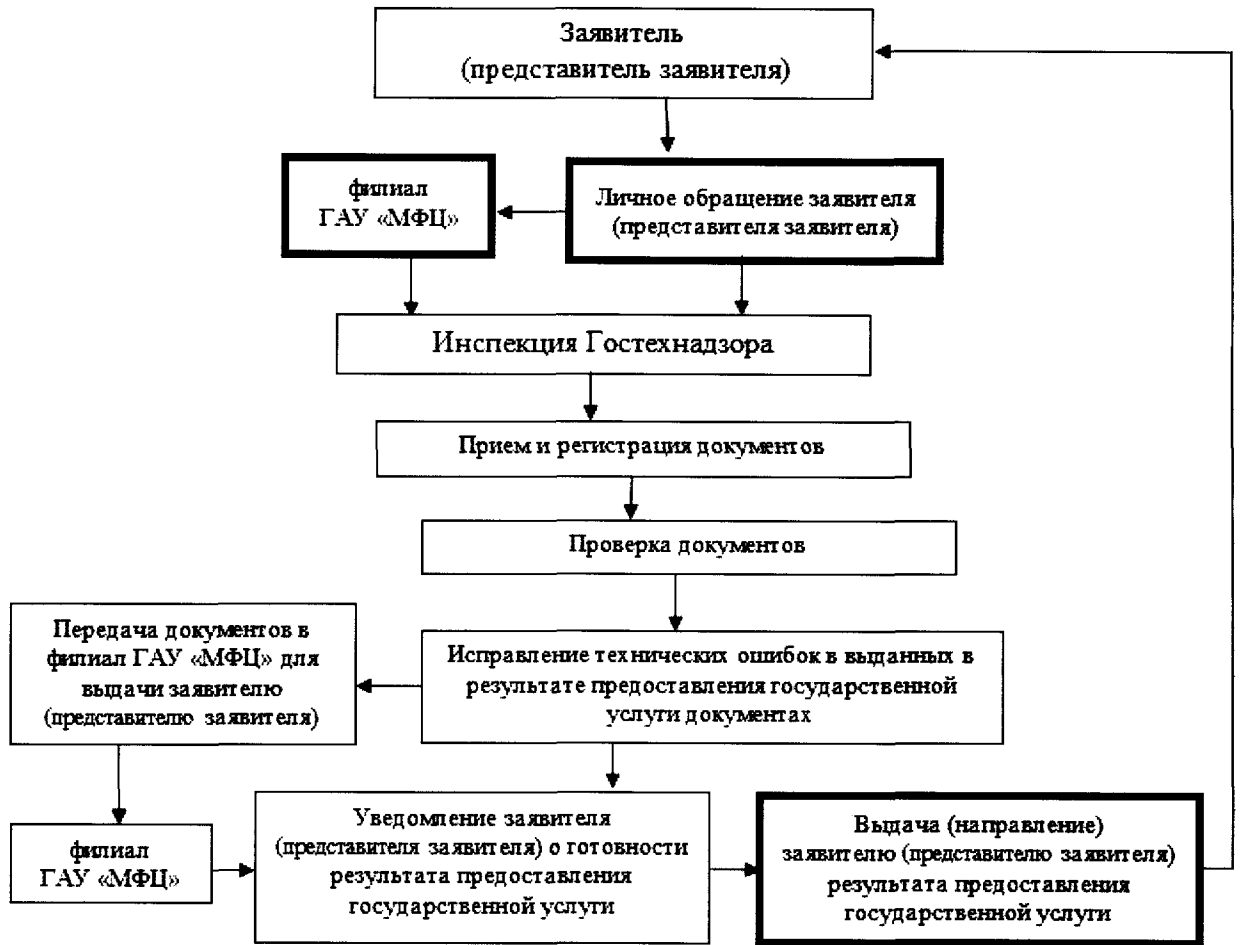 Заявитель
(представитель заявителя)
филиал
ГАУ «МФЦ»
Личное обращение заявителя
(представителя заявителя)
Инспекция Гостехнадзора
Прием и регистрация документов
Проверка документов
Передача документов в
филиал ГАУ «МФЦ» для
выдачи заявителю
(представителю заявителя)
Исправление технических ошибок в выданных в
результате предоставления государственной
услуги документах
филиал
ГАУ «МФЦ»
Уведомление заявителя
(представителя заявителя) о готовности
результата предоставления
государственной услуги
Выдача (направление)
заявителю (представителю заявителя)
результата предоставления
государственной услуги